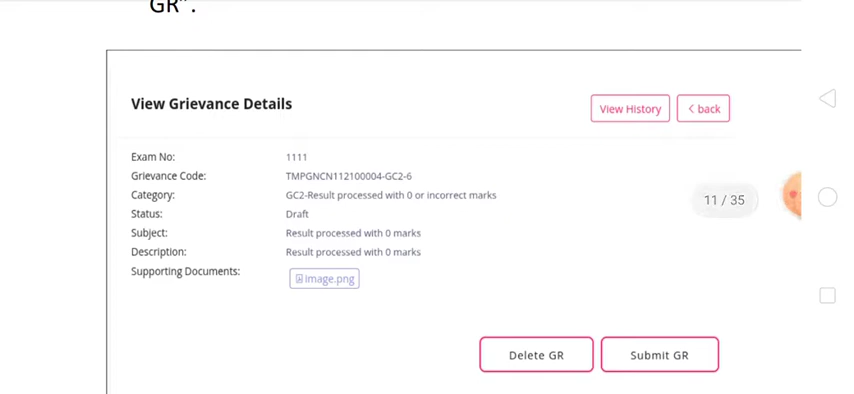 GR".
View Grievance Details
View History
< back
Exam No: 1111
Grievance Code: TMPGNCN112100004-GC2-6
Category: GC2-Result processed with 0 or incorrect marks
Status: Draft
Subject: Result processed with 0 marks
Description: Result processed with 0 marks
Supporting Documents: image.png
11 / 35
Delete GR
Submit GR